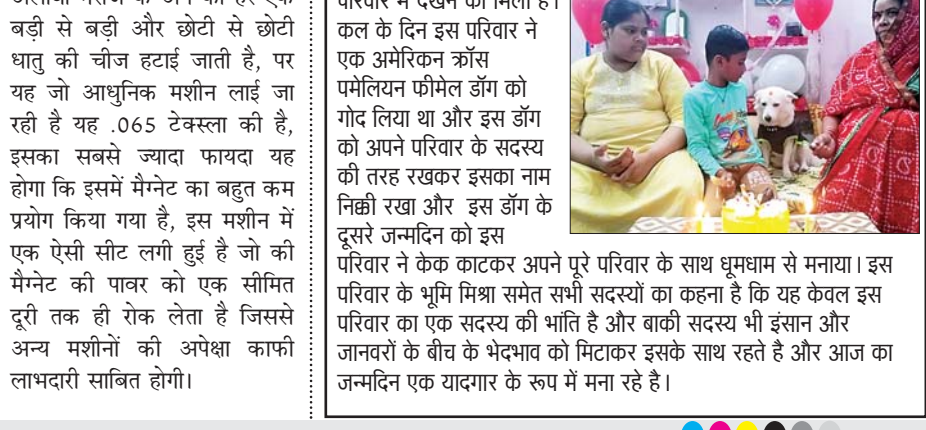 बड़ी से बड़ी और छोटी से छोटी
धातु की चीज हटाई जाती है, पर
यह जो आधुनिक मशीन लाई जा
रही है यह .065 टेक्स्ला की है,
इसका सबसे ज्यादा फायदा यह
होगा कि इसमें मैग्नेट का बहुत कम
प्रयोग किया गया है, इस मशीन में
एक ऐसी सीट लगी हुई है जो की
मैग्नेट की पावर को एक सीमित
दूरी तक ही रोक लेता है जिससे
अन्य मशीनों की अपेक्षा काफी
लाभदारी साबित होगी।
परिवार में देखने को मिला है।
कल के दिन इस परिवार ने
एक अमेरिकन क्रॉस
पमेलियन फीमेल डॉग को
गोद लिया था और इस डॉग
को अपने परिवार के सदस्य
की तरह रखकर इसका नाम
निक्की रखा और इस डॉग के
दूसरे जन्मदिन को इस
परिवार ने केक काटकर अपने पूरे परिवार के साथ धूमधाम से मनाया। इस
परिवार के भूमि मिश्रा समेत सभी सदस्यों का कहना है कि यह केवल इस
परिवार का एक सदस्य की भांति है और बाकी सदस्य भी इंसान और
जानवरों के बीच के भेदभाव को मिटाकर इसके साथ रहते है और आज का
जन्मदिन एक यादगार के रूप में मना रहे है।